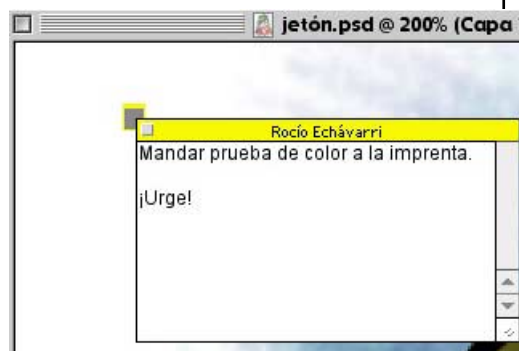 jetón.psd @ 200% (Capa
Rocío Echávarri
Mandar prueba de color a la imprenta.
¡Urge!